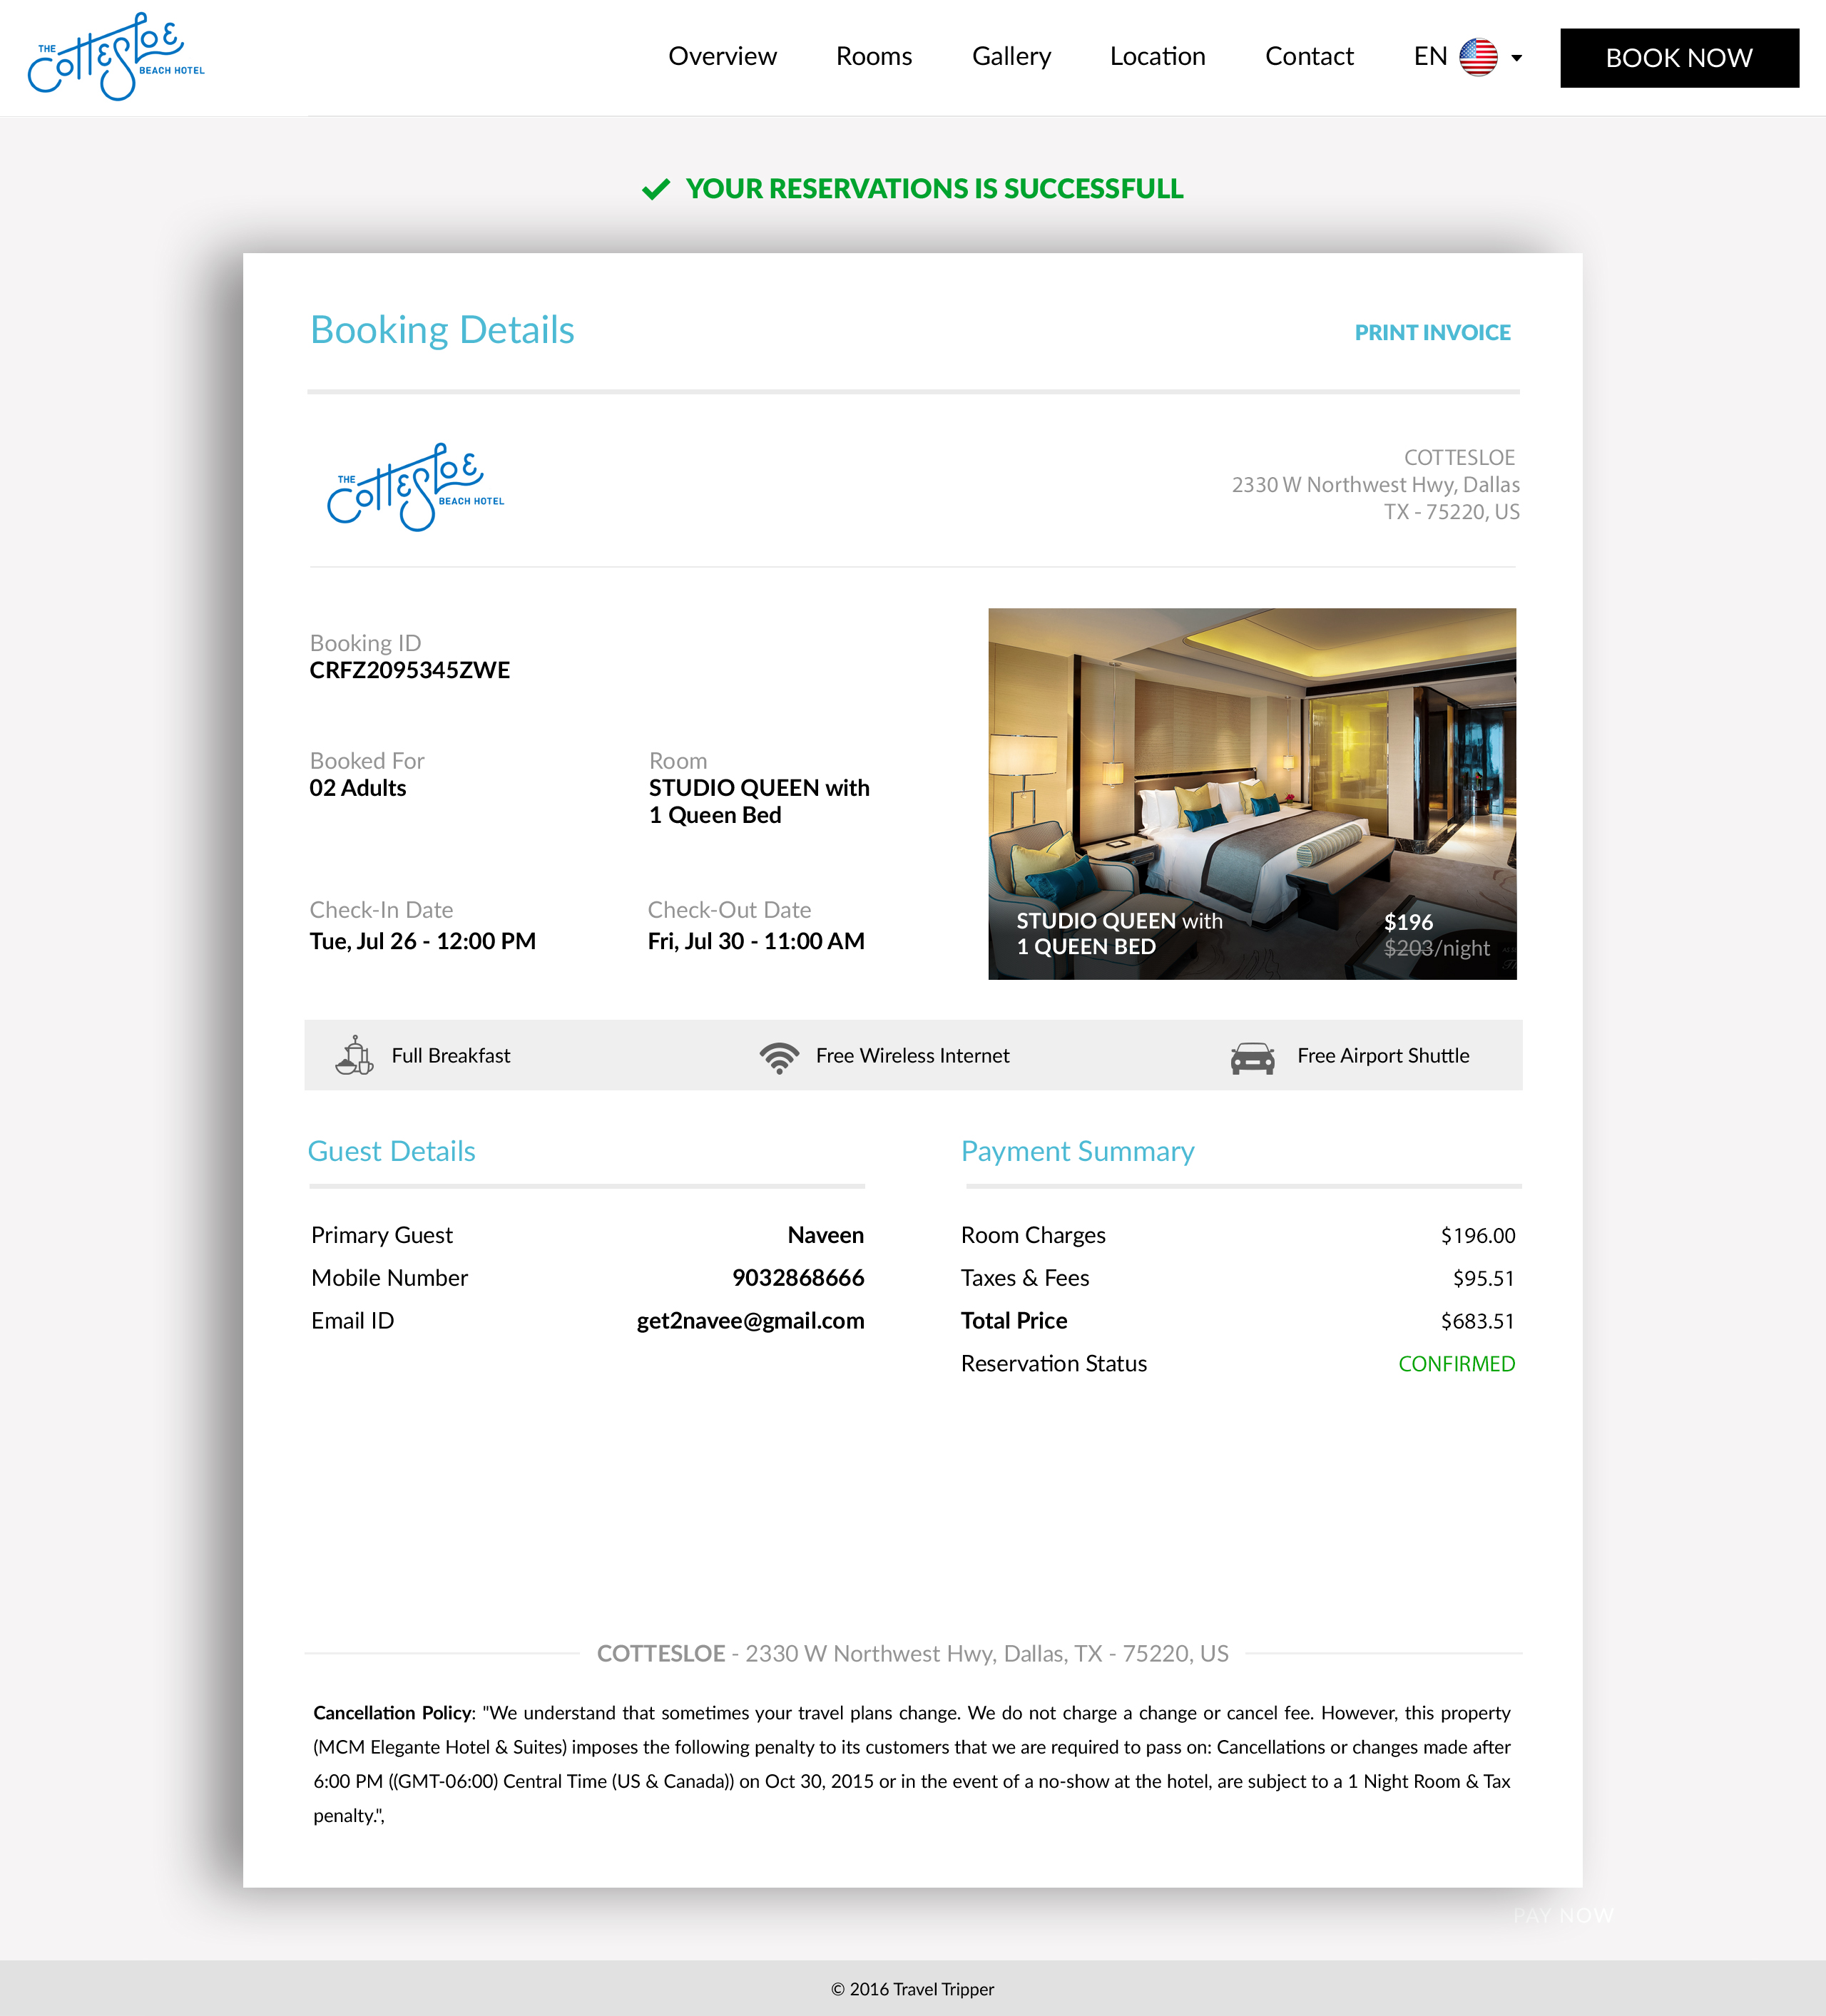 THE
Cottesloe
BEACH HOTEL
Overview Rooms Gallery Location Contact EN BOOK NOW
YOUR RESERVATIONS IS SUCCESSFULL
Booking Details PRINT INVOICE
THE
Cottesloe
BEACH HOTEL
COTTESLOE
2330 W Northwest Hwy, Dallas
TX - 75220, US
Booking ID
CRFZ2095345ZWE
Booked For
02 Adults
Room
STUDIO QUEEN with
1 Queen Bed
Check-In Date
Tue, Jul 26 - 12:00 PM
Check-Out Date
Fri, Jul 30 - 11:00 AM
STUDIO QUEEN with
1 QUEEN BED
$196
$203/night
Full Breakfast Free Wireless Internet Free Airport Shuttle
Guest Details
Primary Guest Naveen
Mobile Number 9032868666
Email ID get2navee@gmail.com
Payment Summary
Room Charges $196.00
Taxes & Fees $95.51
Total Price $683.51
Reservation Status CONFIRMED
COTTESLOE - 2330 W Northwest Hwy, Dallas, TX - 75220, US
Cancellation Policy: "We understand that sometimes your travel plans change. We do not charge a change or cancel fee. However, this property
(MCM Elegante Hotel & Suites) imposes the following penalty to its customers that we are required to pass on: Cancellations or changes made after
6:00 PM ((GMT-06:00) Central Time (US & Canada)) on Oct 30, 2015 or in the event of a no-show at the hotel, are subject to a 1 Night Room & Tax
penalty.",
PAY NOW
© 2016 Travel Tripper